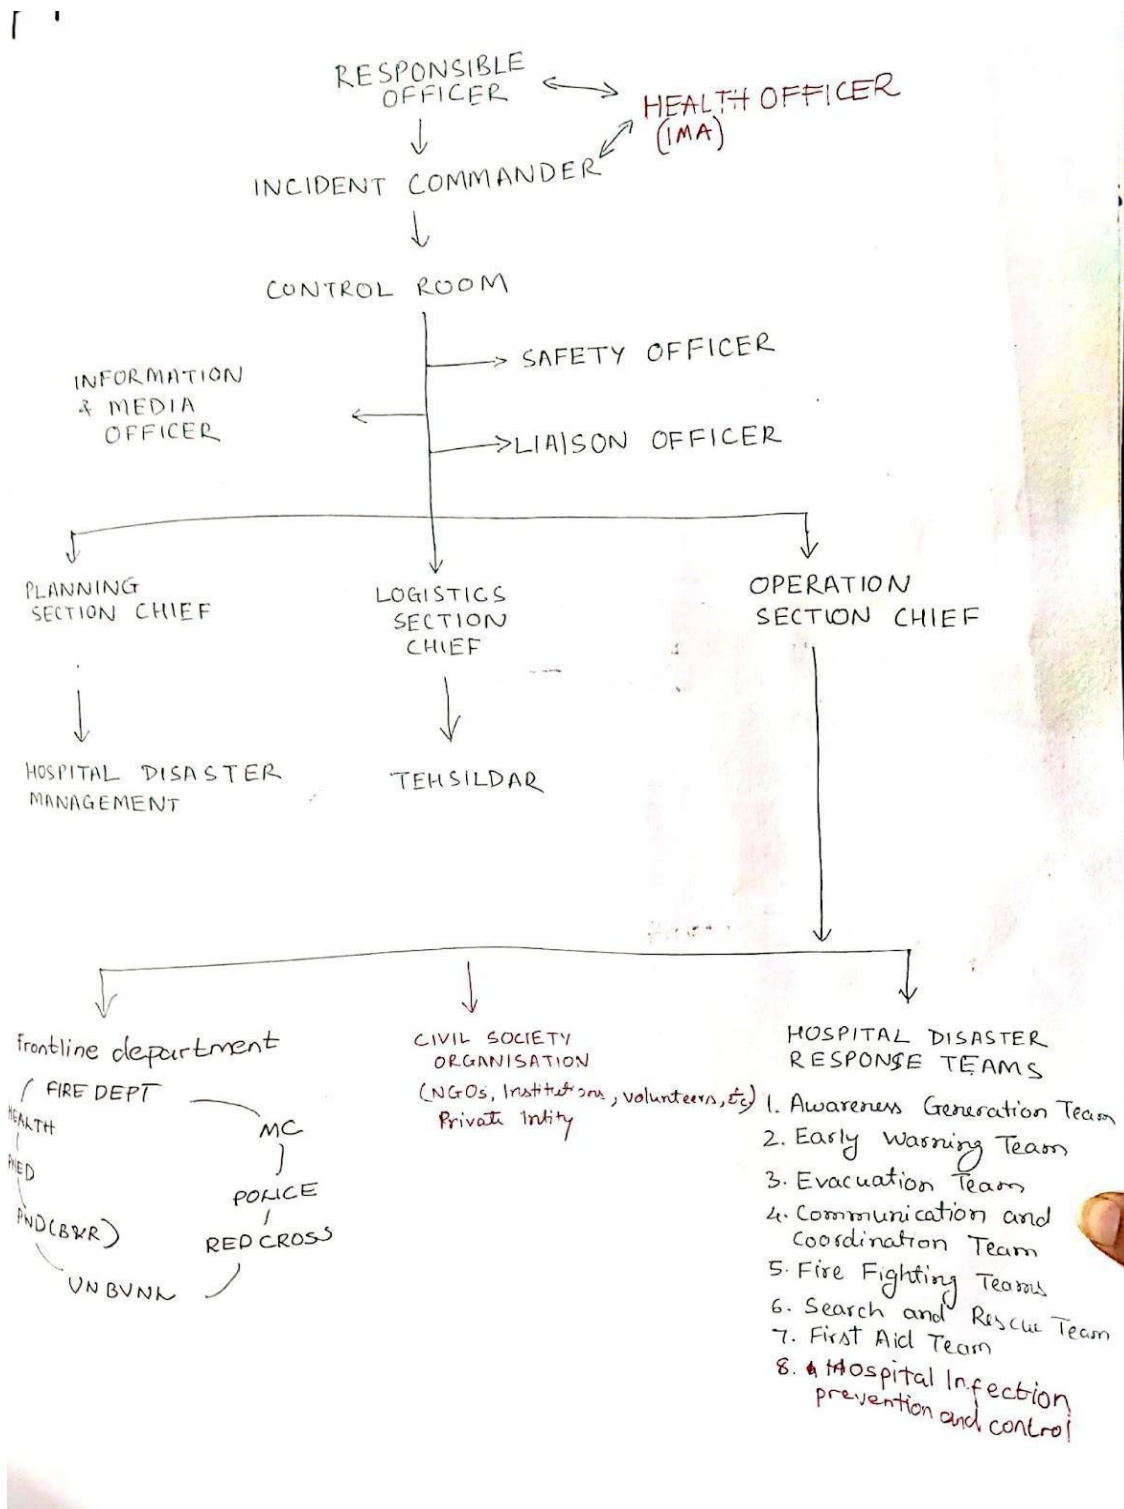 RESPONSIBLE
OFFICER
HEALTH OFFICER
(IMA)
INCIDENT COMMANDER
CONTROL ROOM
SAFETY OFFICER
INFORMATION
& MEDIA
OFFICER
LIAISON OFFICER
PLANNING
SECTION CHIEF
LOGISTICS
SECTION
CHIEF
OPERATION
SECTION CHIEF
HOSPITAL DISASTER
MANAGEMENT
TEHSILDAR
Frontline department
FIRE DEPT
HEALTH
MC
POLICE
RED CROSS
CIVIL SOCIETY
ORGANISATION
(NGOs, Institutions, volunteers, etc)
Private Intity
HOSPITAL DISASTER
RESPONSE TEAMS
1. Awareness Generation Team
2. Early Warning Team
3. Evacuation Team
4. Communication and
Coordination Team
5. Fire Fighting Teams
6. Search and Rescue Team
7. First Aid Team
8. Hospital Infection
prevention and control